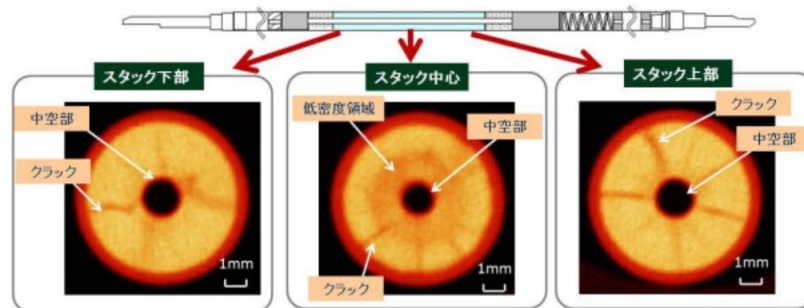 スタック下部
中空部
クラック
1mm
スタック中心
低密度領域
中空部
クラック
1mm
スタック上部
クラック
中空部
1mm